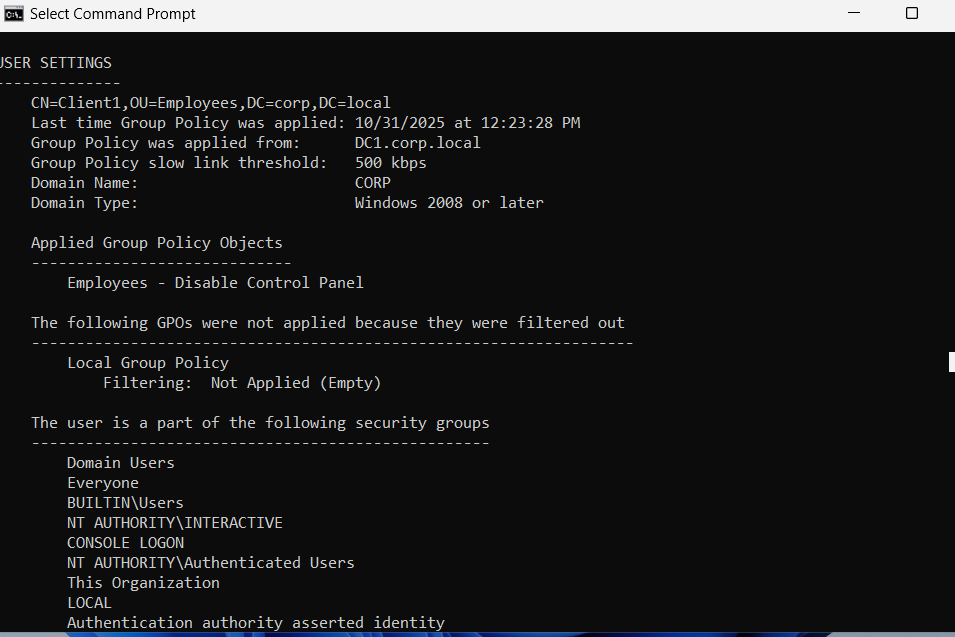 Select Command Prompt
USER SETTINGS
--------------
CN=Client1,OU=Employees,DC=corp,DC=local
Last time Group Policy was applied: 10/31/2025 at 12:23:28 PM
Group Policy was applied from:      DC1.corp.local
Group Policy slow link threshold:   500 kbps
Domain Name:                        CORP
Domain Type:                        Windows 2008 or later
Applied Group Policy Objects
-----------------------------
Employees - Disable Control Panel
The following GPOs were not applied because they were filtered out
-------------------------------------------------------------------
Local Group Policy
Filtering:  Not Applied (Empty)
The user is a part of the following security groups
---------------------------------------------------
Domain Users
Everyone
BUILTIN\Users
NT AUTHORITY\INTERACTIVE
CONSOLE LOGON
NT AUTHORITY\Authenticated Users
This Organization
LOCAL
Authentication authority asserted identity